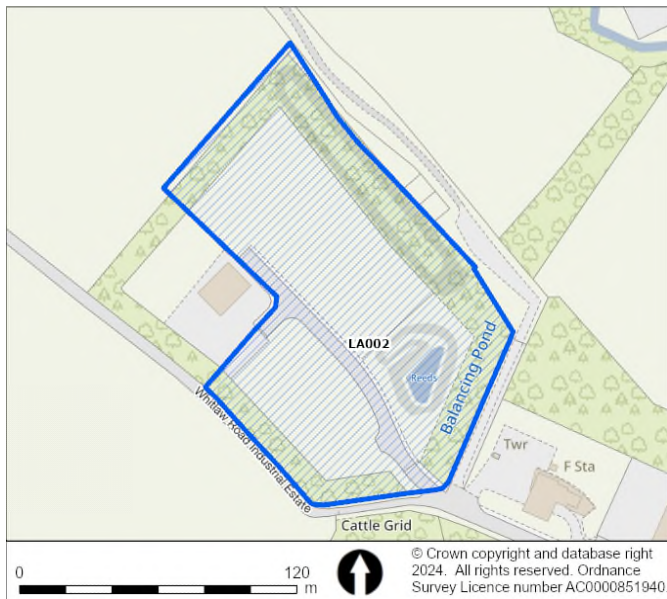 LA002
Reeds
Balancing Pond
Whitlaw Road Industrial Estate
Twr
F Sta
Cattle Grid
0 120
m
© Crown copyright and database right
2024. All rights reserved. Ordnance
Survey Licence number AC0000851940